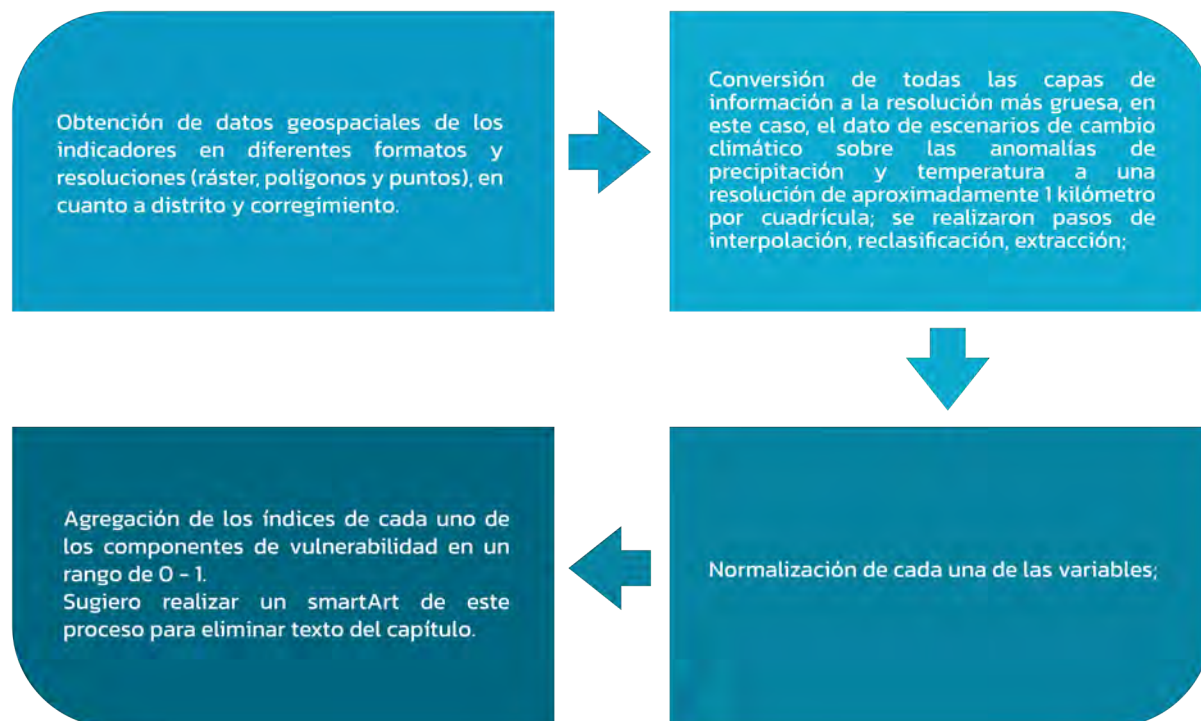 Obtención de datos geospaciales de los
indicadores en diferentes formatos y
resoluciones (ráster, polígonos y puntos), en
cuanto a distrito y corregimiento.
Conversión de todas las capas de
información a la resolución más gruesa, en
este caso, el dato de escenarios de cambio
climático sobre las anomalías de
precipitación y temperatura a una
resolución de aproximadamente 1 kilómetro
por cuadrícula; se realizaron pasos de
interpolación, reclasificación, extracción;
Normalización de cada una de las variables;
Agregación de los índices de cada uno de
los componentes de vulnerabilidad en un
rango de 0 - 1.
Sugiero realizar un smartArt de este
proceso para eliminar texto del capítulo.